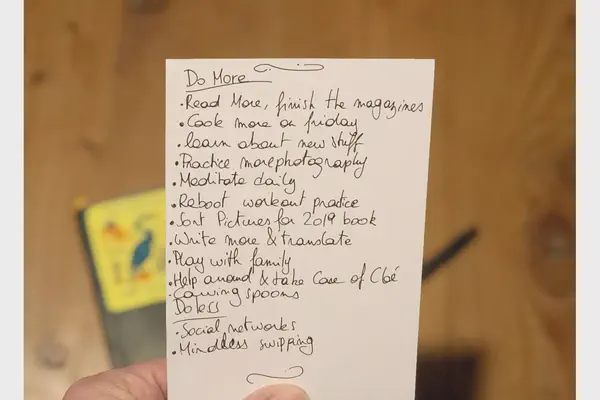 Do More
• Read More, finish the magazines
• Cook more on friday
• learn about new stuff
• Practice more photography
• Meditate daily
• Reboot workout practice
• Sort Pictures for 2019 book
• Write more & translate
• Play with family
• Help around & take Care of Cloé
• Carving spoons
Do less
• Social networks
• Mindless swipping